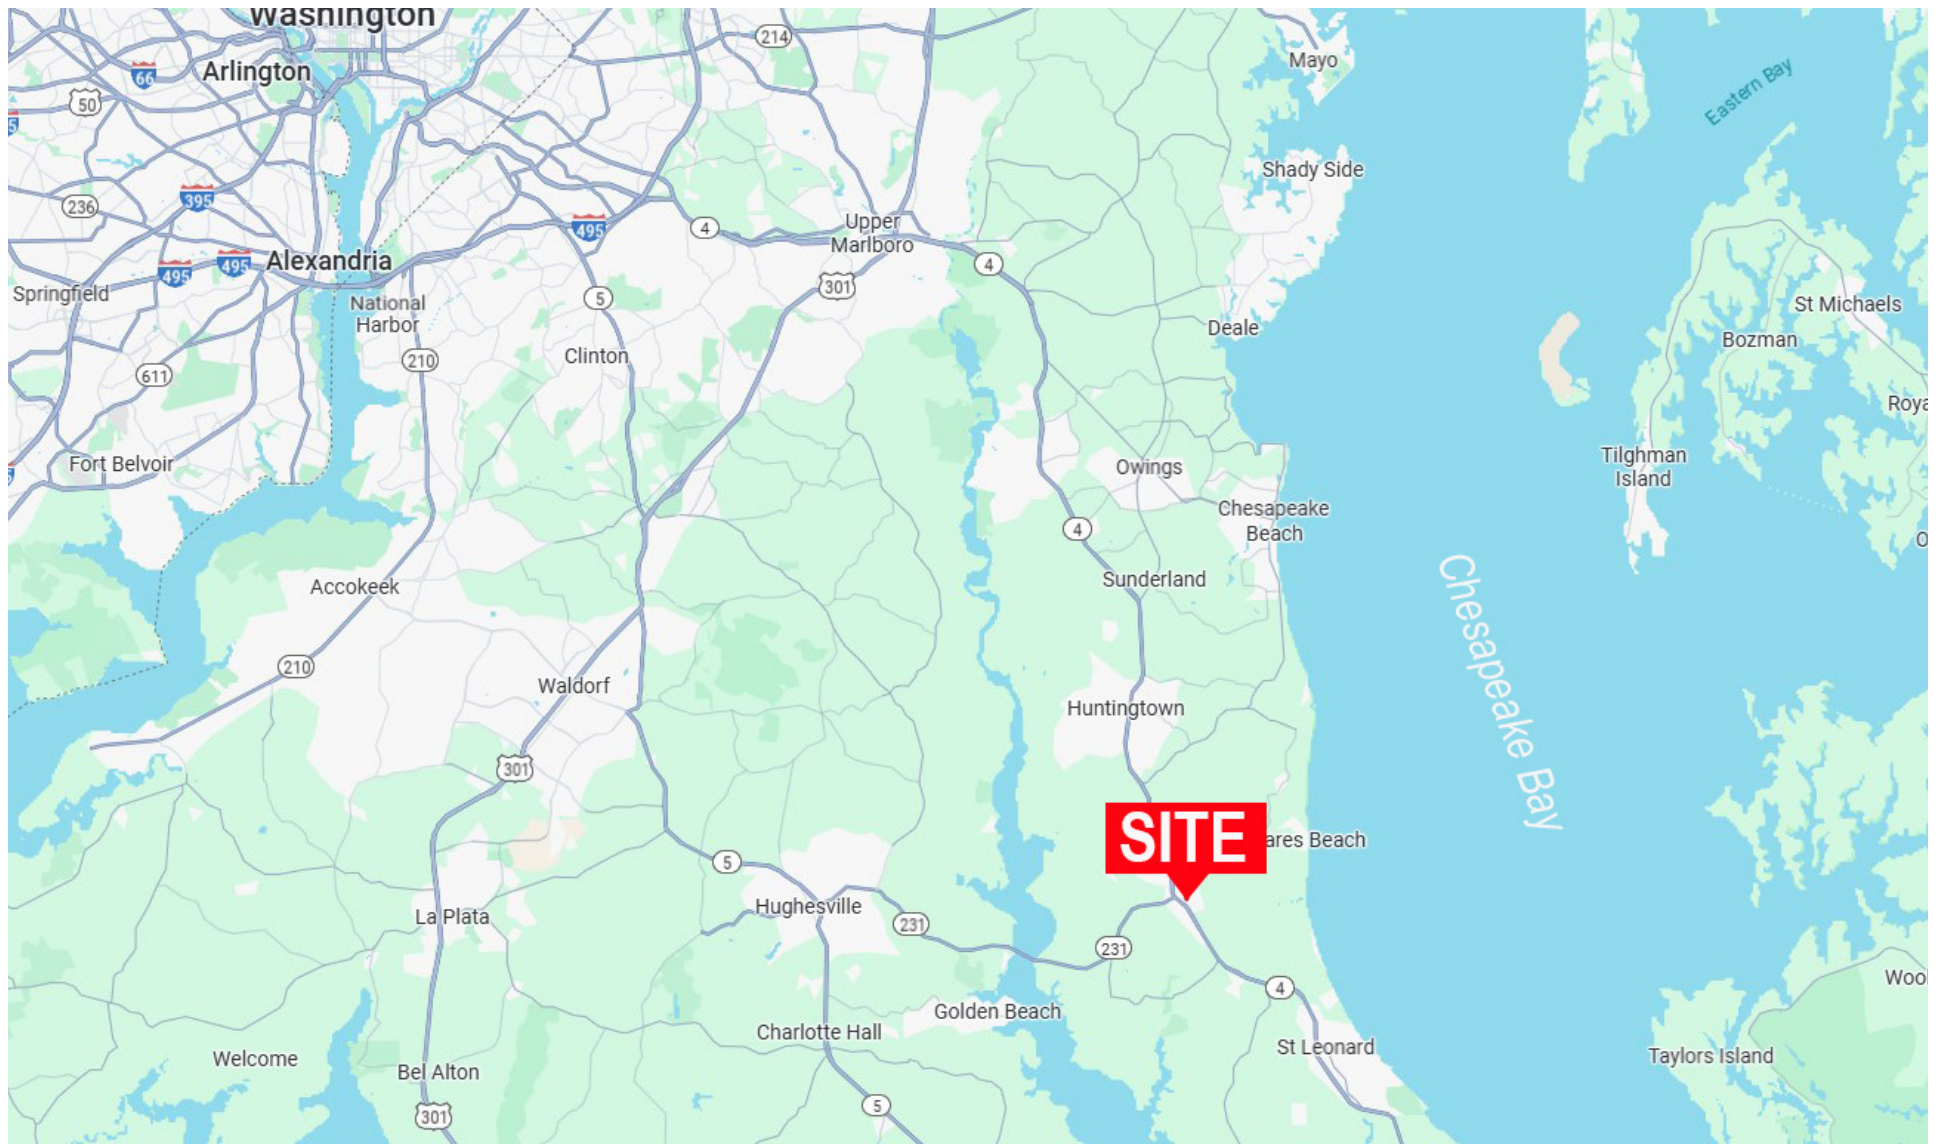 Washington
214
Mayo
66
Arlington
50
5
Eastern Bay
Shady Side
395
236
Upper
Marlboro
495
4
Alexandria
495
495
4
Springfield
National
Harbor
5
301
St Michaels
Deale
Bozman
Clinton
210
611
Roya
Fort Belvoir
Owings
Tilghman
Island
Chesapeake
Beach
4
O
Sunderland
Accokeek
Chesapeake Bay
210
Waldorf
Huntingtown
301
SITE
ares Beach
5
Hughesville
La Plata
231
231
Wool
4
Golden Beach
Charlotte Hall
St Leonard
Welcome
Taylors Island
Bel Alton
5
301